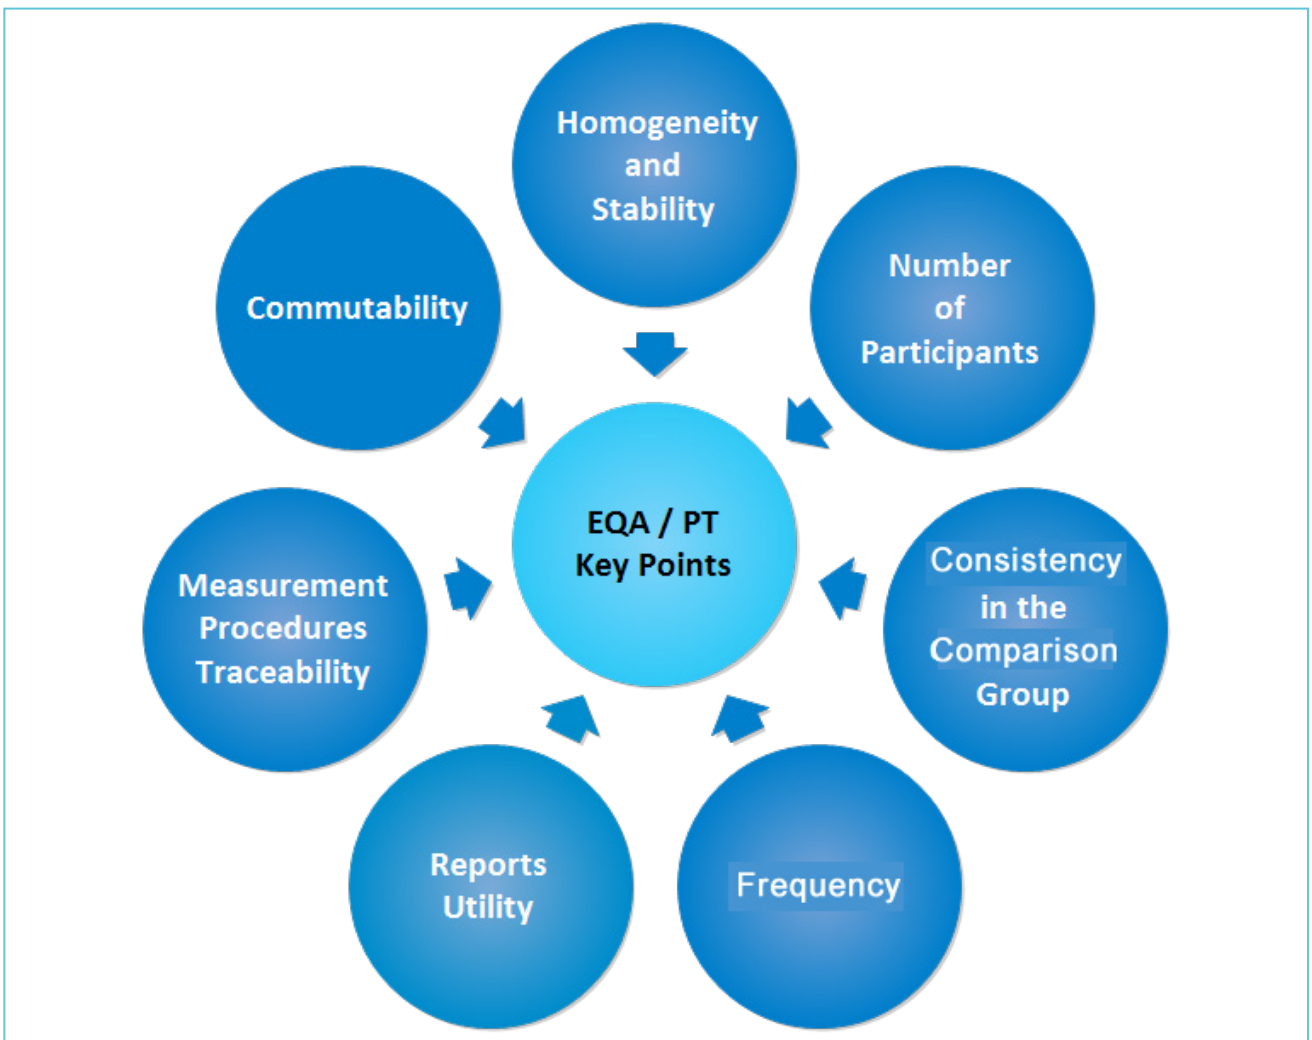 Homogeneity
and
Stability
Number
of
Participants
Consistency
in the
Comparison
Group
Frequency
Reports
Utility
Measurement
Procedures
Traceability
Commutability
EQA / PT
Key Points